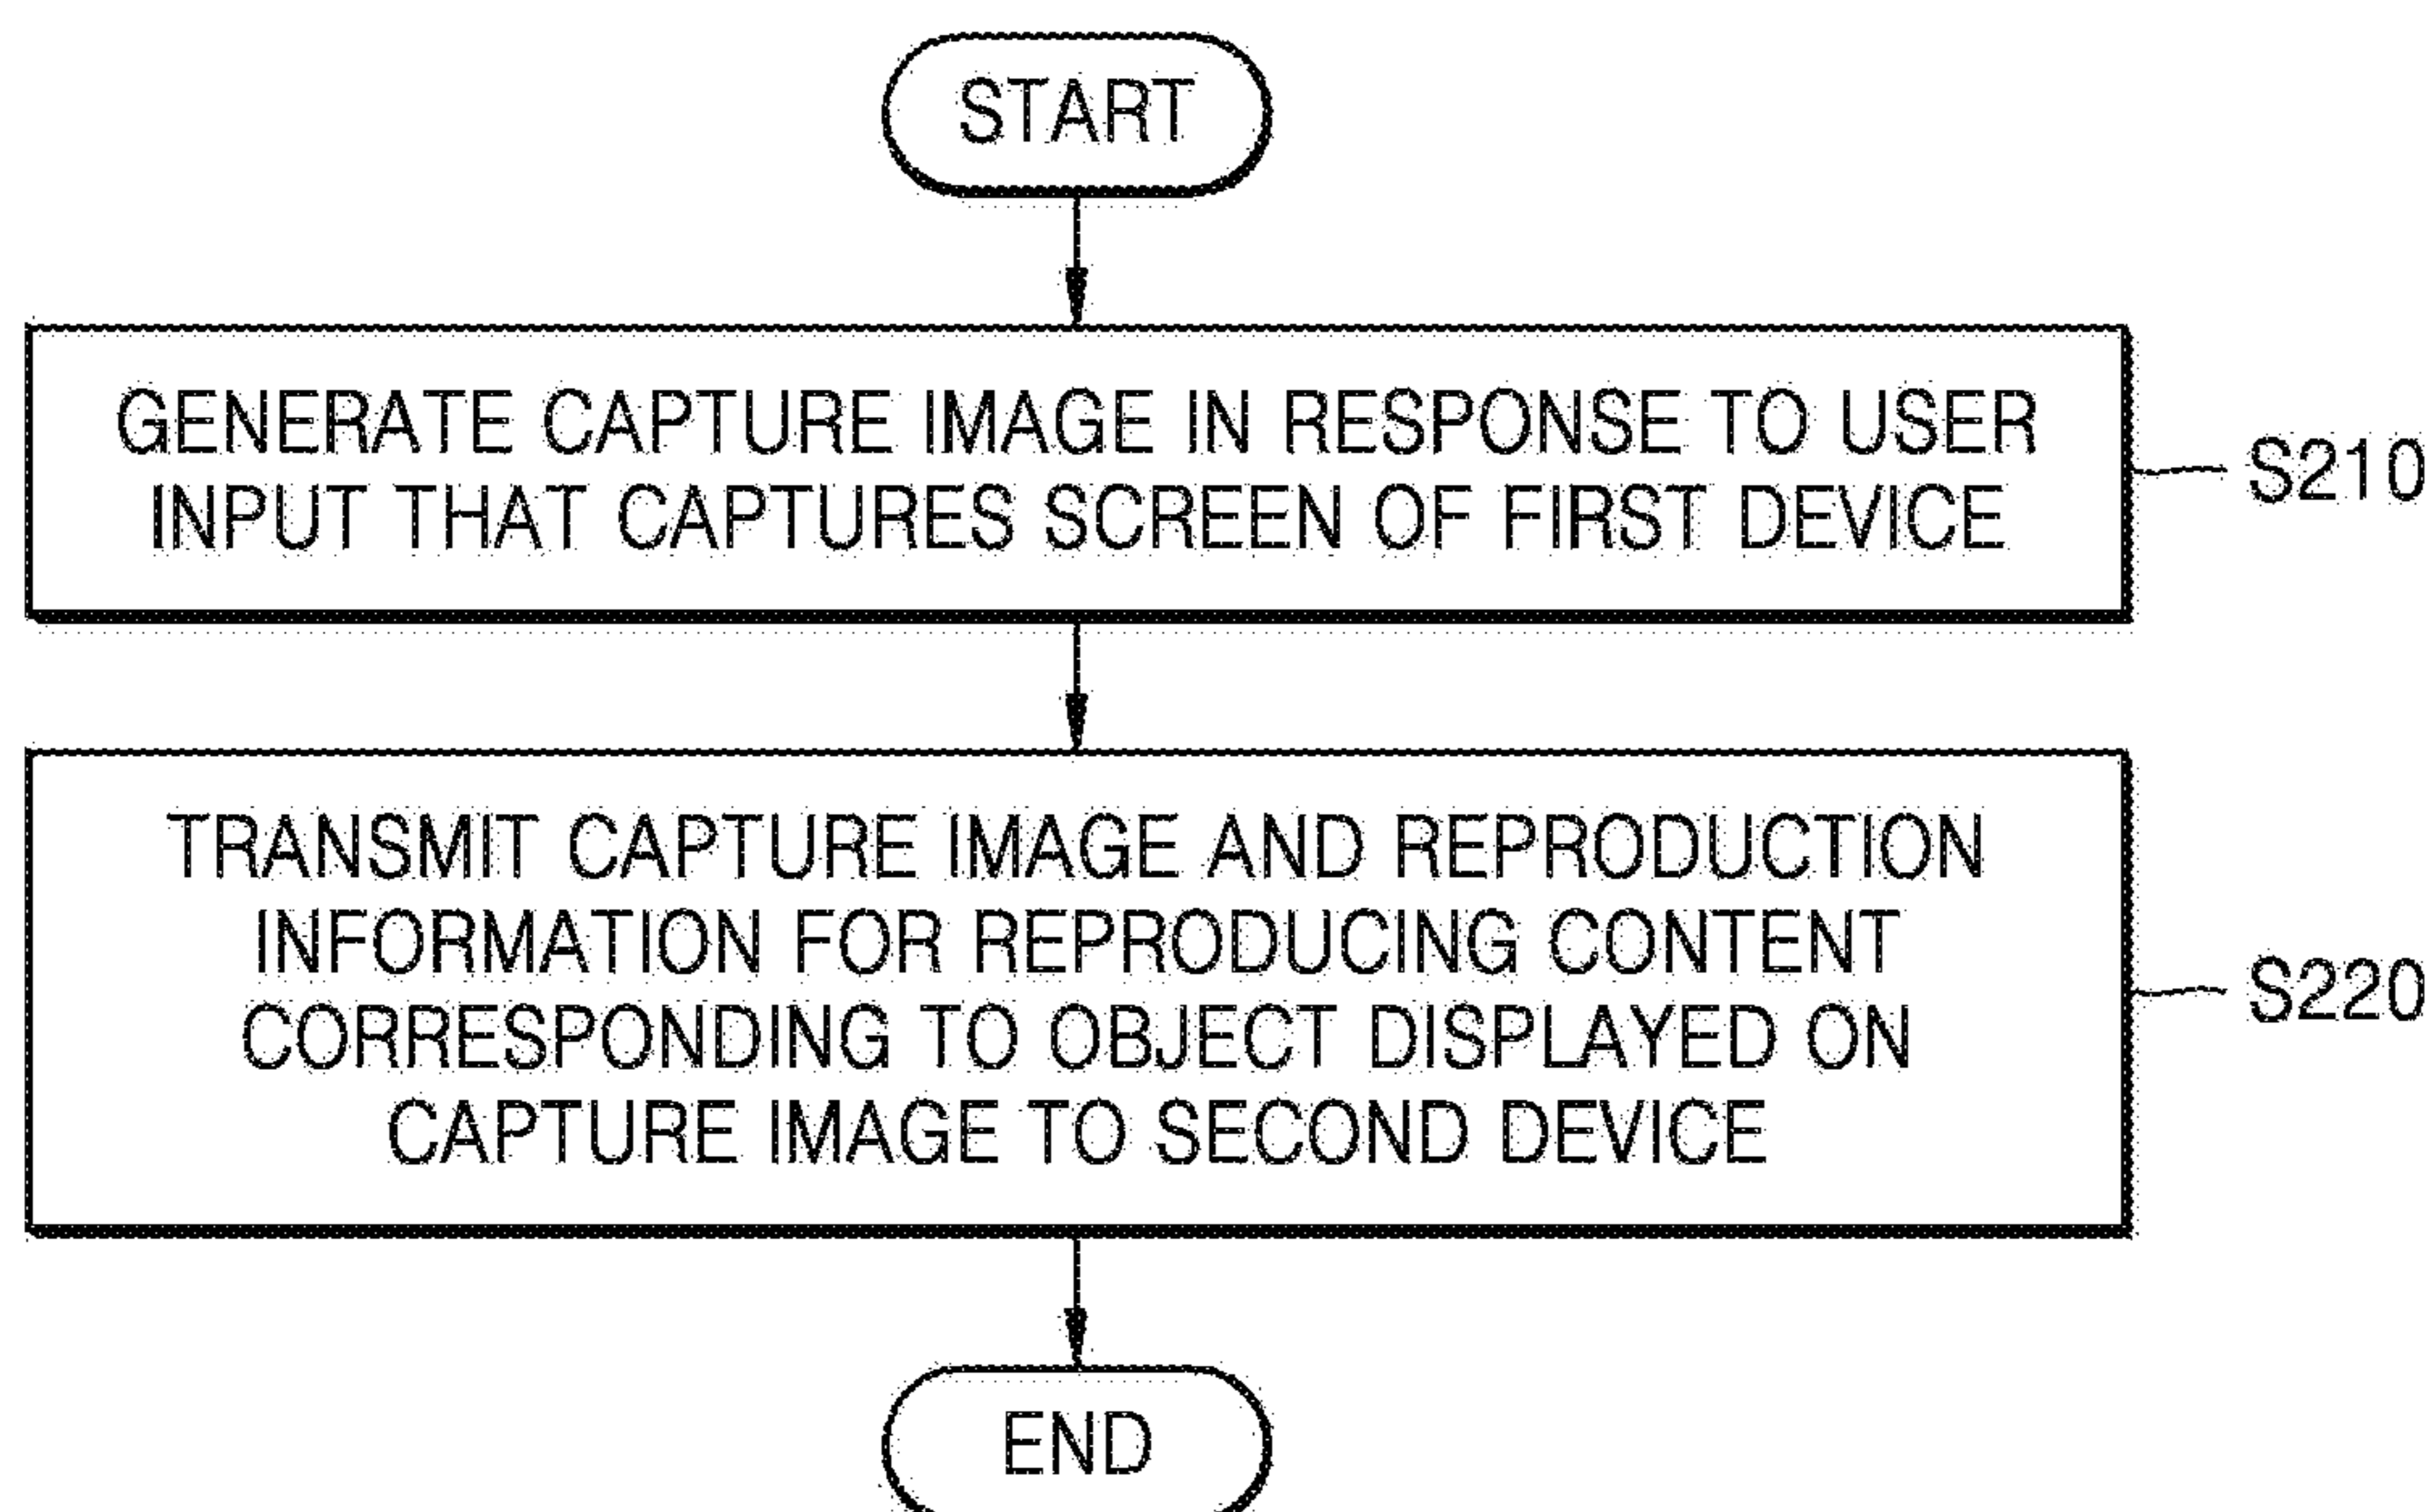 START
GENERATE CAPTURE IMAGE IN RESPONSE TO USER
INPUT THAT CAPTURES SCREEN OF FIRST DEVICE
S210
TRANSMIT CAPTURE IMAGE AND REPRODUCTION
INFORMATION FOR REPRODUCING CONTENT
CORRESPONDING TO OBJECT DISPLAYED ON
CAPTURE IMAGE TO SECOND DEVICE
S220
END